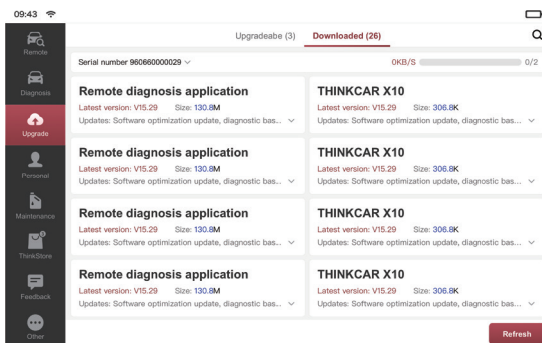 09:43
Upgradeabe (3) Downloaded (26)
Remote
Serial number 960660000029 0KB/S 0/2
Diagnosis
Upgrade
Personal
Maintenance
ThinkStore
Feedback
Other
Remote diagnosis application
Latest version: V15.29 Size: 130.8M
Updates: Software optimization update, diagnostic bas...
THINKCAR X10
Latest version: V15.29 Size: 306.8K
Updates: Software optimization update, diagnostic bas...
Remote diagnosis application
Latest version: V15.29 Size: 130.8M
Updates: Software optimization update, diagnostic bas...
THINKCAR X10
Latest version: V15.29 Size: 306.8K
Updates: Software optimization update, diagnostic bas...
Remote diagnosis application
Latest version: V15.29 Size: 130.8M
Updates: Software optimization update, diagnostic bas...
THINKCAR X10
Latest version: V15.29 Size: 306.8K
Updates: Software optimization update, diagnostic bas...
Remote diagnosis application
Latest version: V15.29 Size: 130.8M
Updates: Software optimization update, diagnostic bas...
THINKCAR X10
Latest version: V15.29 Size: 306.8K
Updates: Software optimization update, diagnostic bas...
Refresh